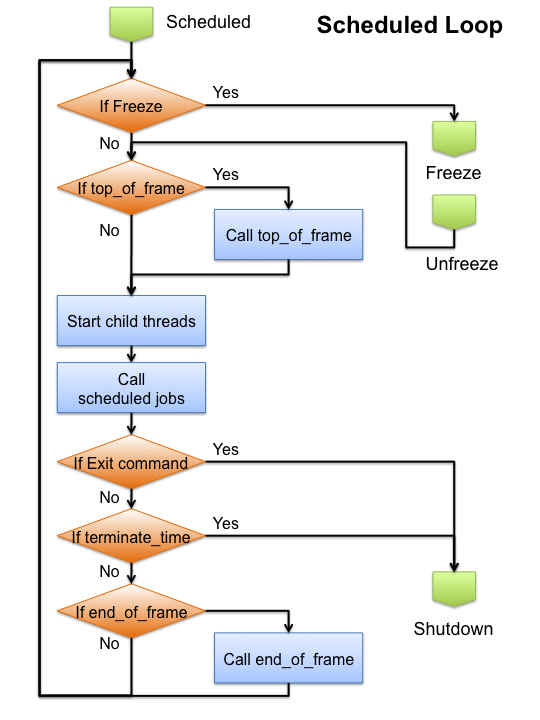 Scheduled
Scheduled Loop
If Freeze
Yes
No
Freeze
If top_of_frame
Yes
No
Call top_of_frame
Unfreeze
Start child threads
Call
scheduled jobs
If Exit command
Yes
No
If terminate_time
Yes
No
Shutdown
If end_of_frame
No
Call end_of_frame